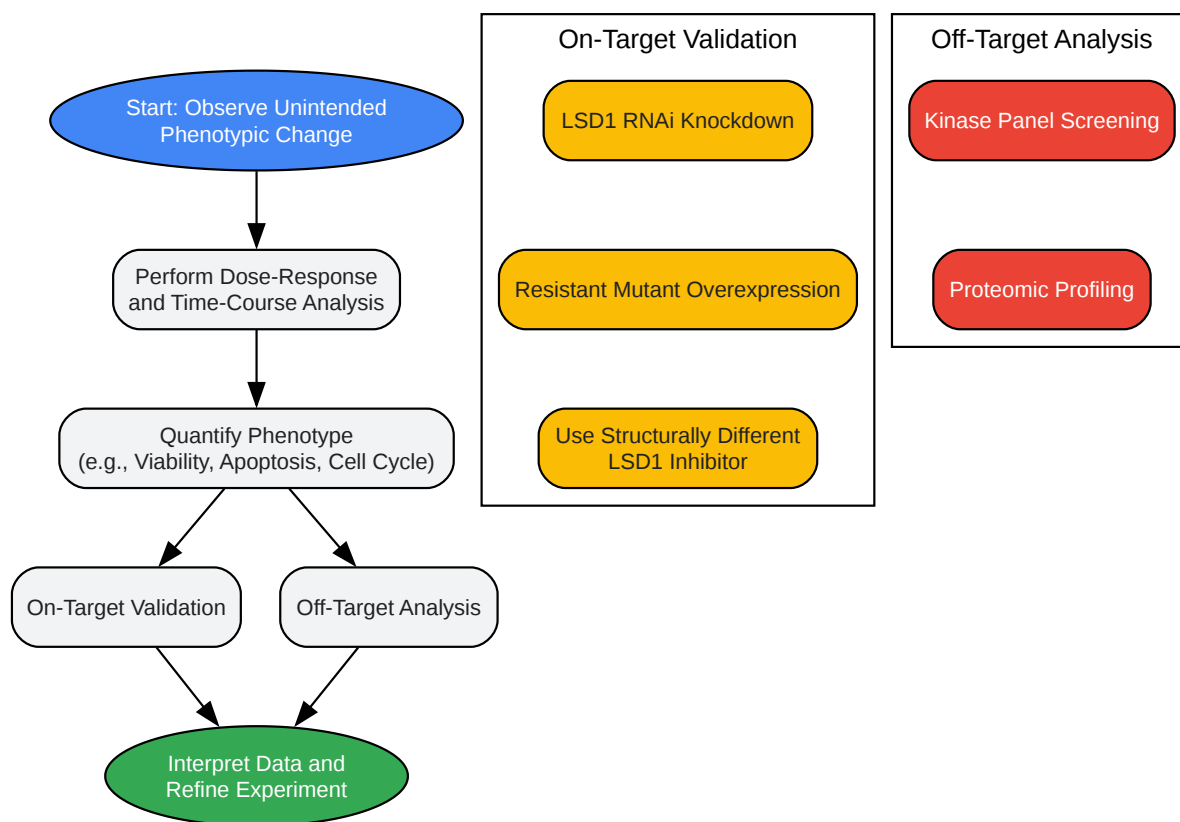 Start: Observe Unintended
Phenotypic Change
Perform Dose-Response
and Time-Course Analysis
Quantify Phenotype
(e.g., Viability, Apoptosis, Cell Cycle)
On-Target Validation
Off-Target Analysis
Interpret Data and
Refine Experiment
On-Target Validation
LSD1 RNAi Knockdown
Resistant Mutant Overexpression
Use Structurally Different
LSD1 Inhibitor
Off-Target Analysis
Kinase Panel Screening
Proteomic Profiling